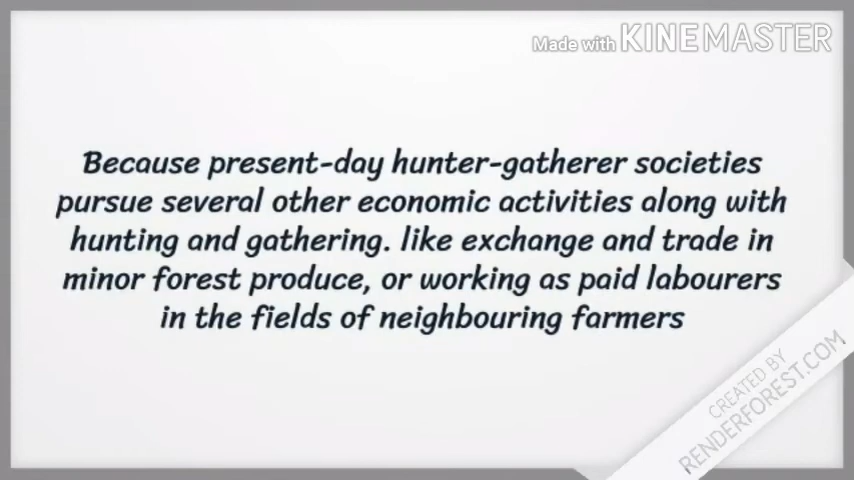 Made with KINEMASTER
Because present-day hunter-gatherer societies
pursue several other economic activities along with
hunting and gathering. like exchange and trade in
minor forest produce, or working as paid labourers
in the fields of neighbouring farmers
CREATED BY
RENDERFOREST.COM